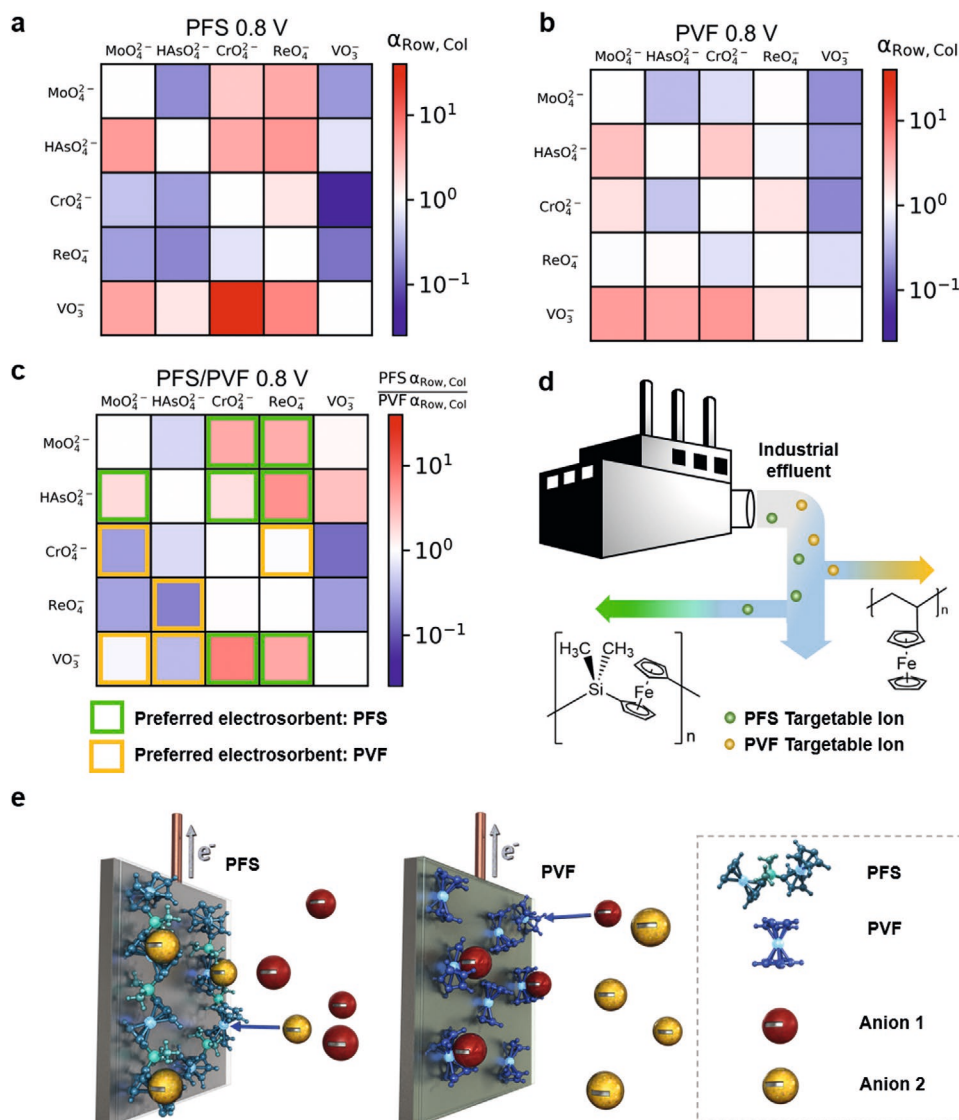 a
PFS 0.8 V
MoO₄²⁻ HAsO₄²⁻ CrO₄²⁻ ReO₄⁻ VO₃⁻
α_Row, Col
MoO₄²⁻
HAsO₄²⁻
CrO₄²⁻
ReO₄⁻
VO₃⁻
10¹
10⁰
10⁻¹
b
PVF 0.8 V
MoO₄²⁻ HAsO₄²⁻ CrO₄²⁻ ReO₄⁻ VO₃⁻
α_Row, Col
MoO₄²⁻
HAsO₄²⁻
CrO₄²⁻
ReO₄⁻
VO₃⁻
10¹
10⁰
10⁻¹
c
PFS/PVF 0.8 V
MoO₄²⁻ HAsO₄²⁻ CrO₄²⁻ ReO₄⁻ VO₃⁻
PFS α_Row, Col
PVF α_Row, Col
MoO₄²⁻
HAsO₄²⁻
CrO₄²⁻
ReO₄⁻
VO₃⁻
10¹
10⁰
10⁻¹
Preferred electrosorbent: PFS
Preferred electrosorbent: PVF
d
Industrial
effluent
n
Fe
H₃C CH₃
Si
Fe
n
PFS Targetable Ion
PVF Targetable Ion
e
e⁻
PFS
e⁻
PVF
PFS
PVF
Anion 1
Anion 2